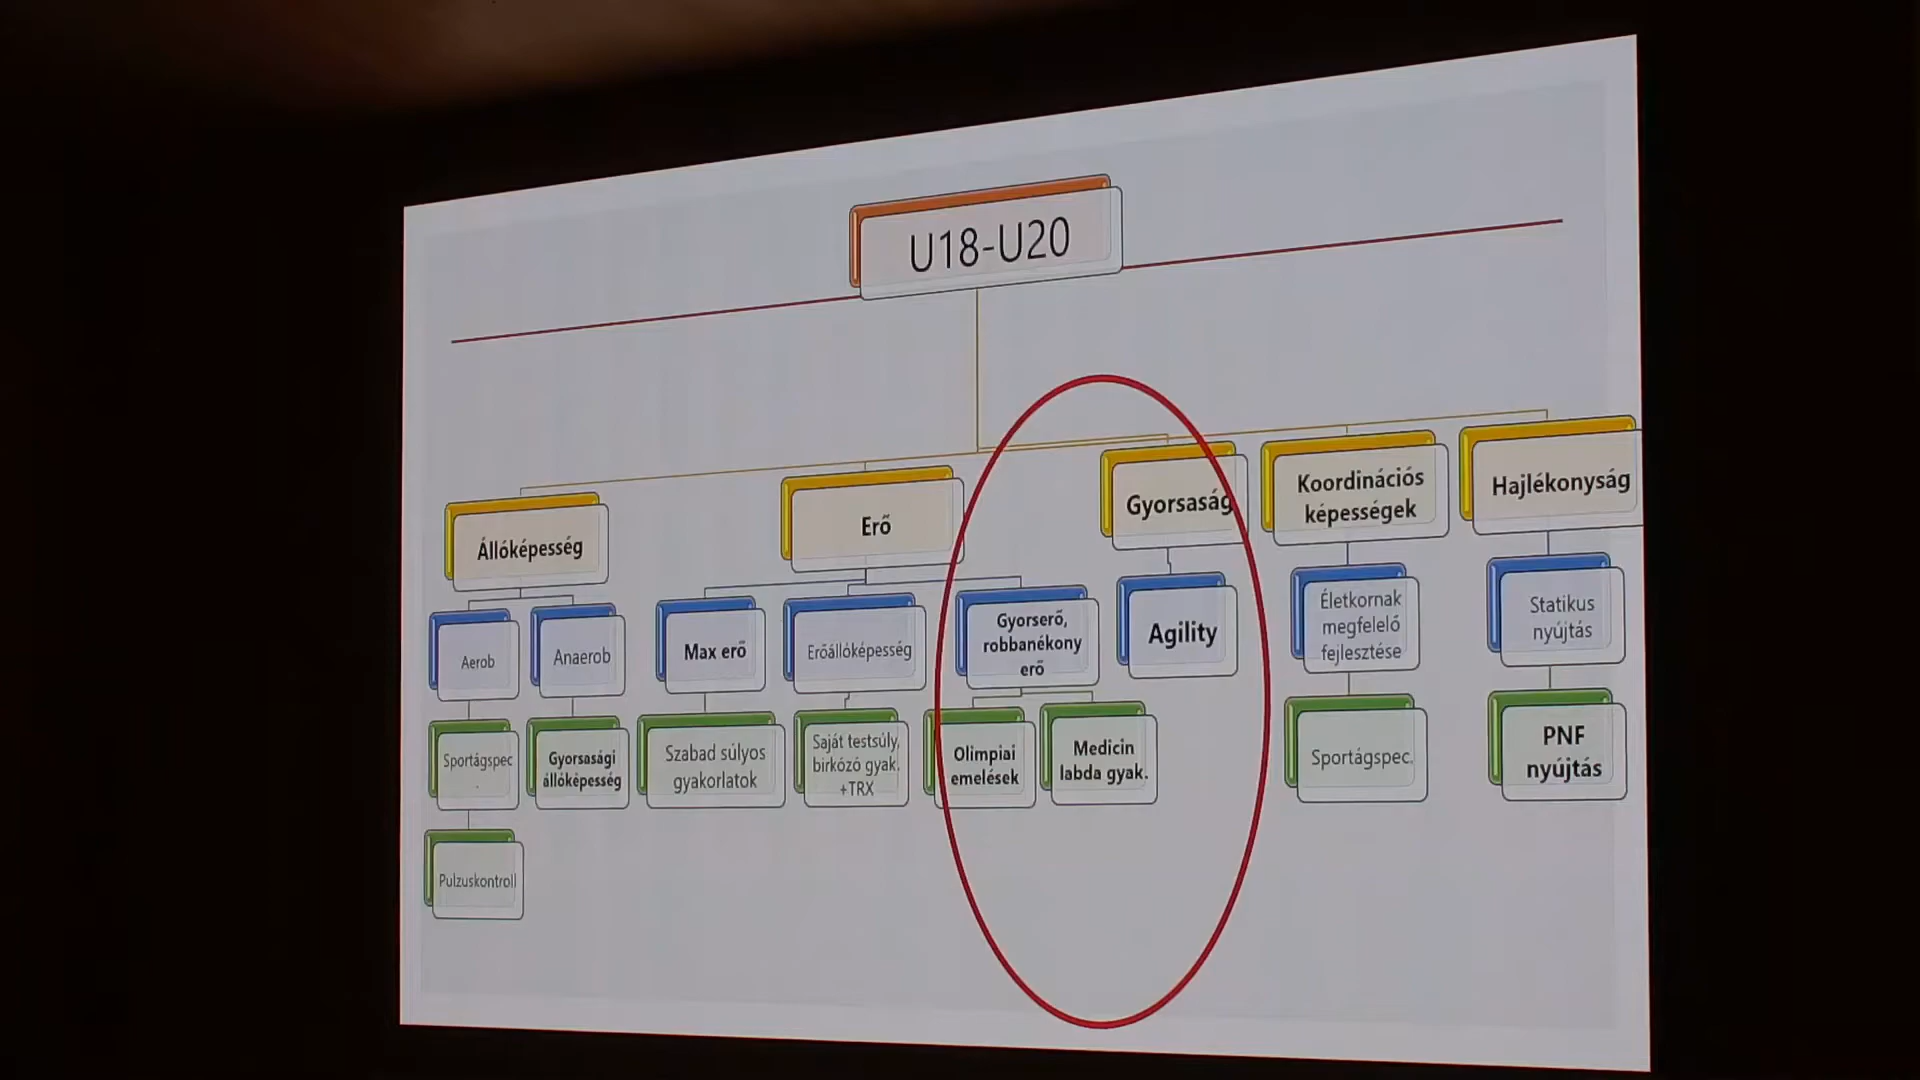 U18-U20
Állóképesség
Erő
Gyorsaság
Koordinációs
képességek
Hajlékonyság
Aerob
Anaerob
Max erő
Erőállóképesség
Gyorserő,
robbanékony
erő
Agility
Életkornak
megfelelő
fejlesztése
Statikus
nyújtás
Sportágspec
.
Gyorsasági
állóképesség
Szabad súlyos
gyakorlatok
Saját testsúly,
birkózó gyak.
+TRX
Olimpiai
emelések
Medicin
labda gyak.
Sportágspec.
PNF
nyújtás
Pulzuskontroll